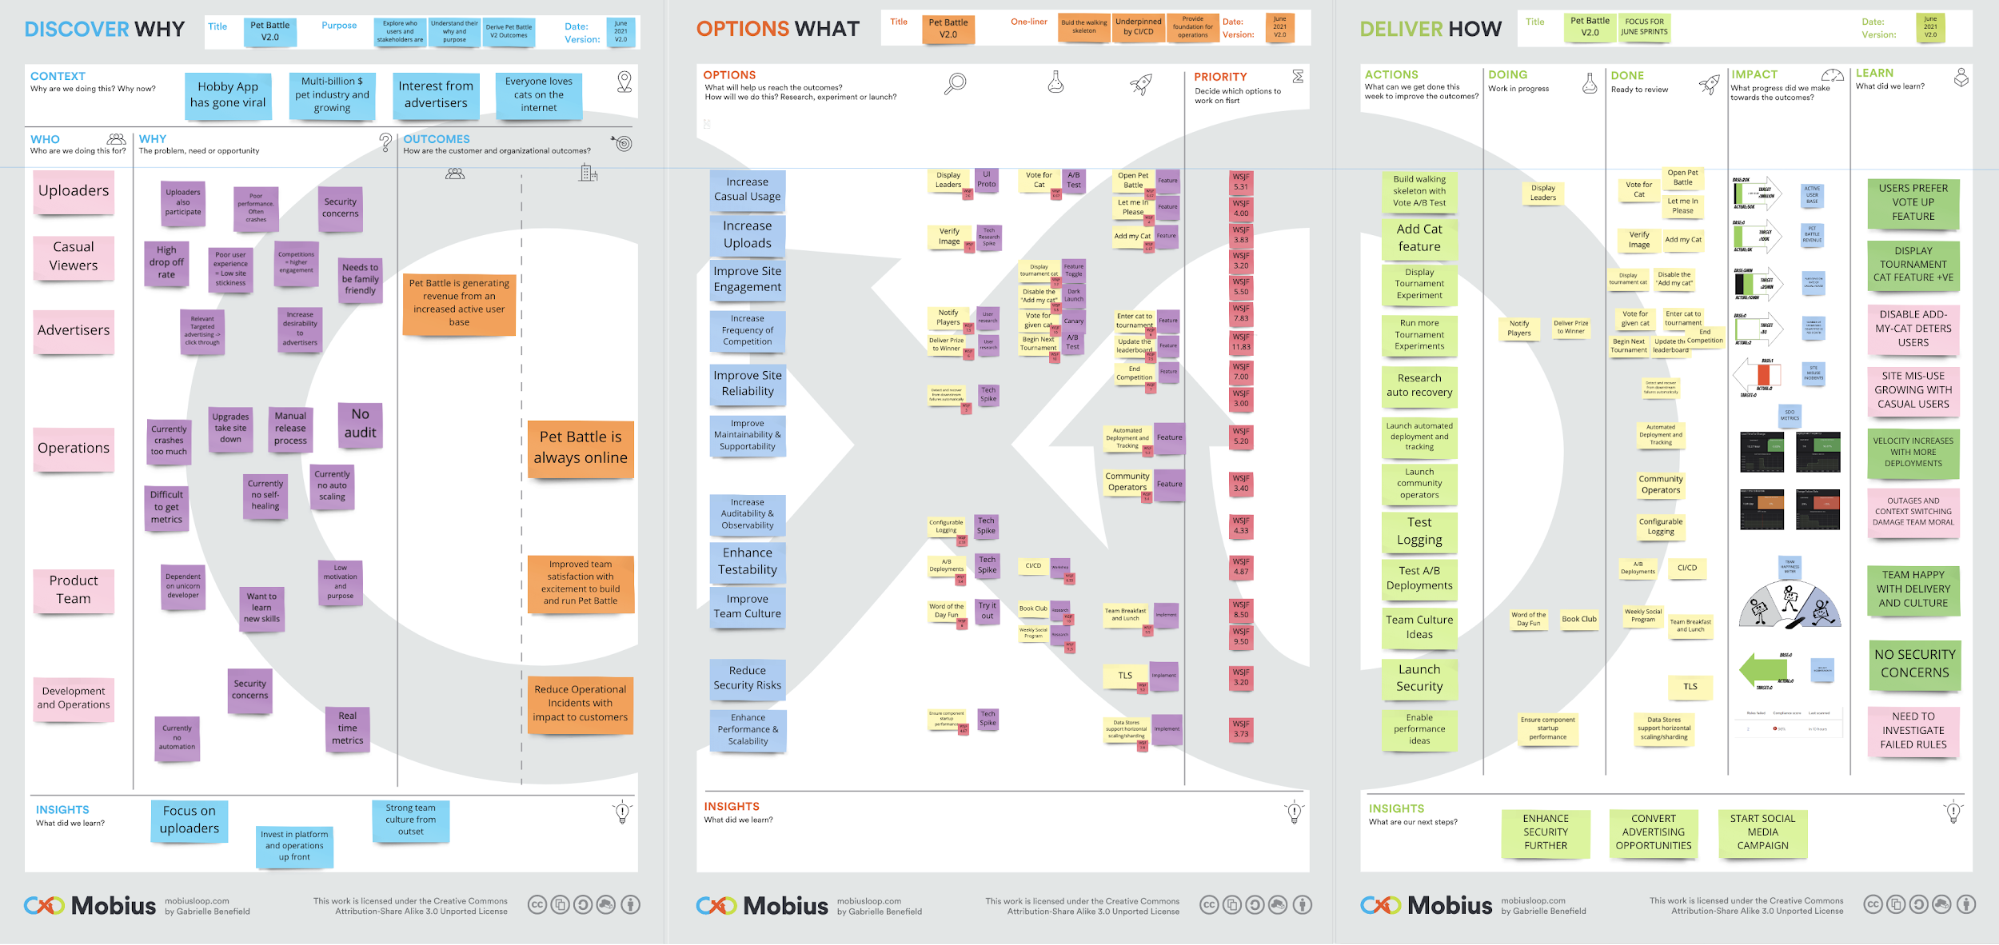 DISCOVER WHY
Title
Pet Battle
V2.0
Purpose
Explore who
users and
stakeholders are
Understand their
why and
purpose
Derive Pet Battle
V2 Outcomes
Date:
Version:
June
2021
V2.0
CONTEXT
Why are we doing this? Why now?
Hobby App
has gone viral
Multi-billion $
pet industry and
growing
Interest from
advertisers
Everyone loves
cats on the
internet
WHO
Who are we doing this for?
WHY
The problem, need or opportunity
OUTCOMES
How are the customer and organizational outcomes?
Uploaders
Uploaders
also
participate
Poor
performance.
Often
crashes
Security
concerns
Casual
Viewers
High
drop off
rate
Poor user
experience
= Low site
stickiness
Competitions
= higher
engagement
Needs to
be family
friendly
Pet Battle is generating
revenue from an
increased active user
base
Advertisers
Relevant
Targeted
advertising ->
click through
Increase
desirability
to
advertisers
Operations
Currently
crashes
too much
Upgrades
take site
down
Manual
release
process
No
audit
Difficult
to get
metrics
Currently
no self-
healing
Currently
no auto
scaling
Pet Battle is
always online
Product
Team
Dependent
on unicorn
developer
Want to
learn
new skills
Low
motivation
and
purpose
Improved team
satisfaction with
excitement to build
and run Pet Battle
Development
and Operations
Security
concerns
Currently
no
automation
Real
time
metrics
Reduce Operational
Incidents with
impact to customers
INSIGHTS
What did we learn?
Focus on
uploaders
Invest in platform
and operations
up front
Strong team
culture from
outset
Mobius
mobiusloop.com
by Gabrielle Benefield
This work is licensed under the Creative Commons
Attribution-Share Alike 3.0 Unported License
OPTIONS WHAT
Title
Pet Battle
V2.0
One-liner
Build the walking
skeleton
Underpinned
by CI/CD
Provide
foundation for
operations
Date:
Version:
June
2021
V2.0
OPTIONS
What will help us reach the outcomes?
How will we do this? Research, experiment or launch?
PRIORITY
Decide which options to
work on fisrt
Increase
Casual Usage
Display
Leaders
UI
Proto
Vote for
Cat
A/B
Test
Open Pet
Battle
Feature
Let me In
Please
Feature
WSJF
5.31
WSJF
4.00
Increase
Uploads
Verify
Image
Tech
Research
Spike
Add my Cat
Feature
WSJF
3.83
Improve Site
Engagement
Display
tournament cat
Feature
Toggle
Disable the
"Add my cat"
Dark
Launch
WSJF
3.20
WSJF
5.50
Increase
Frequency of
Competition
Notify
Players
User
research
Deliver Prize
to Winner
User
research
Vote for
given cat
Canary
Begin Next
Tournament
A/B
Test
Enter cat to
tournament
Feature
Update the
leaderboard
Feature
End
Competition
Feature
WSJF
7.83
WSJF
11.83
WSJF
7.00
Improve Site
Reliability
Tech
Spike
WSJF
3.00
Improve
Maintainability &
Supportability
Automated
Deployment and
Tracking
Feature
WSJF
5.20
Community
Operators
Feature
WSJF
3.40
Increase
Auditability &
Observability
Configurable
Logging
Tech
Spike
WSJF
4.33
Enhance
Testability
A/B
Deployments
Tech
Spike
CI/CD
WSJF
4.87
Improve
Team Culture
Word of the
Day Fun
Try it
out
Book Club
Weekly Social
Program
Team Breakfast
and Lunch
Implement
WSJF
8.50
WSJF
9.50
Reduce
Security Risks
TLS
Implement
WSJF
3.20
Enhance
Performance &
Scalability
Ensure component
startup
performance
Tech
Spike
Data Stores
support horizontal
scaling/sharding
Implement
WSJF
3.73
INSIGHTS
What did we learn?
Mobius
mobiusloop.com
by Gabrielle Benefield
This work is licensed under the Creative Commons
Attribution-Share Alike 3.0 Unported License
DELIVER HOW
Title
Pet Battle
V2.0
FOCUS FOR
JUNE SPRINTS
Date:
Version:
June
2021
V2.0
ACTIONS
What can we get done this
week to improve the outcomes?
DOING
Work in progress
DONE
Ready to review
IMPACT
What progress did we make
towards the outcomes?
LEARN
What did we learn?
Build walking
skeleton with
Vote A/B Test
Display
Leaders
Vote for
Cat
Open Pet
Battle
Let me In
Please
ACTIVE
USER
BASE
USERS PREFER
VOTE UP
FEATURE
Add Cat
feature
Verify
Image
Add my Cat
PET
BATTLE
REVENUE
DISPLAY
TOURNAMENT
CAT FEATURE +VE
Display
Tournament
Experiment
Display
tournament cat
Disable the
"Add my cat"
Run more
Tournament
Experiments
Notify
Players
Deliver Prize
to Winner
Vote for
given cat
Enter cat to
tournament
Begin Next
Tournament
Update the
leaderboard
End
Competition
DISABLE ADD-
MY-CAT DETERS
USERS
Research
auto recovery
SITE
MISUSE
INCIDENTS
SITE MIS-USE
GROWING WITH
CASUAL USERS
Launch automated
deployment and
tracking
Automated
Deployment and
Tracking
METRICS
VELOCITY INCREASES
WITH MORE
DEPLOYMENTS
Launch
community
operators
Community
Operators
OUTAGES AND
CONTEXT SWITCHING
DAMAGE TEAM MORAL
Test
Logging
Configurable
Logging
Test A/B
Deployments
A/B
Deployments
CI/CD
TEAM HAPPY
WITH DELIVERY
AND CULTURE
Team Culture
Ideas
Word of the
Day Fun
Book Club
Weekly Social
Program
Team Breakfast
and Lunch
Launch
Security
TLS
NO SECURITY
CONCERNS
Enable
performance
ideas
Ensure component
startup
performance
Data Stores
support horizontal
scaling/sharding
NEED TO
INVESTIGATE
FAILED RULES
INSIGHTS
What are our next steps?
ENHANCE
SECURITY
FURTHER
CONVERT
ADVERTISING
OPPORTUNITIES
START SOCIAL
MEDIA
CAMPAIGN
Mobius
mobiusloop.com
by Gabrielle Benefield
This work is licensed under the Creative Commons
Attribution-Share Alike 3.0 Unported License